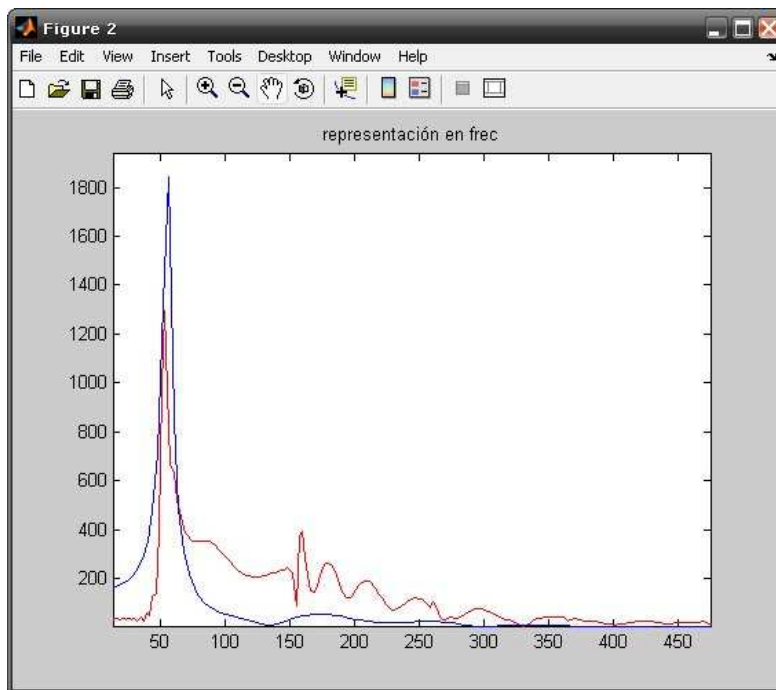 Figure 2
File Edit View Insert Tools Desktop Window Help
representación en frec
1800
1600
1400
1200
1000
800
600
400
200
50 100 150 200 250 300 350 400 450